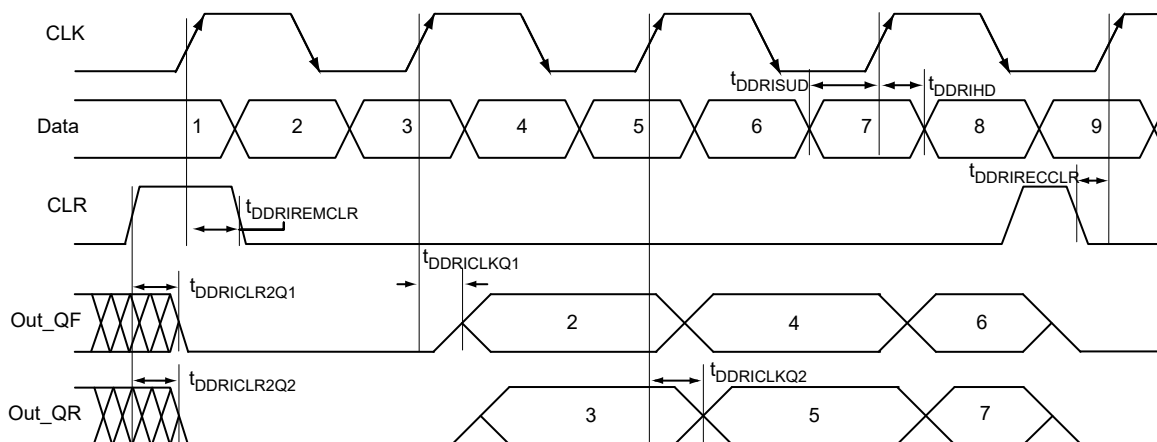 CLK
tDDRISUD
tDDRIHD
Data
1 2 3 4 5 6 7 8 9
tDDRIRECCLR
CLR
tDDRIREMCLR
tDDRICLKQ1
tDDRICLR2Q1
Out_QF
2 4 6
tDDRICLR2Q2
tDDRICLKQ2
Out_QR
3 5 7